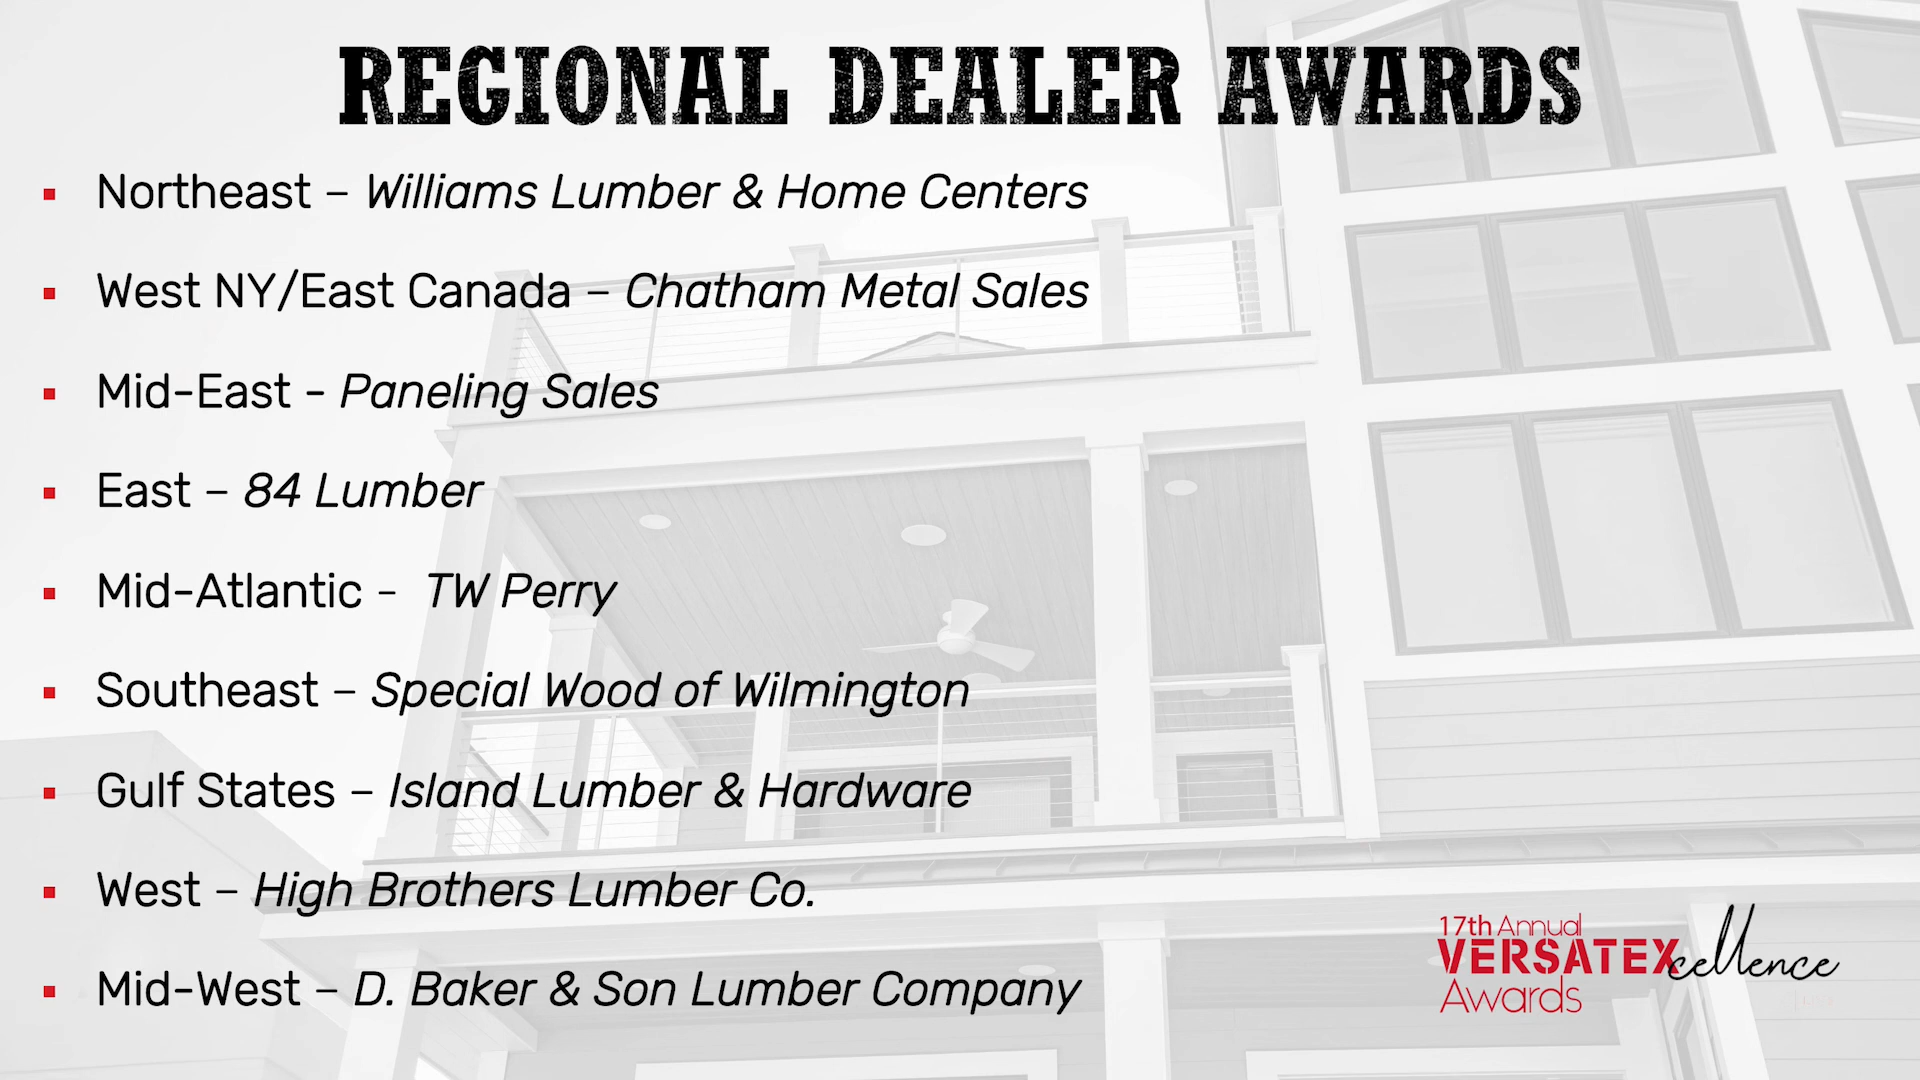 REGIONAL DEALER AWARDS
Northeast – Williams Lumber & Home Centers
West NY/East Canada – Chatham Metal Sales
Mid-East - Paneling Sales
East – 84 Lumber
Mid-Atlantic - TW Perry
Southeast – Special Wood of Wilmington
Gulf States – Island Lumber & Hardware
West – High Brothers Lumber Co.
Mid-West – D. Baker & Son Lumber Company
17th Annual
VERSATEXcellence
Awards